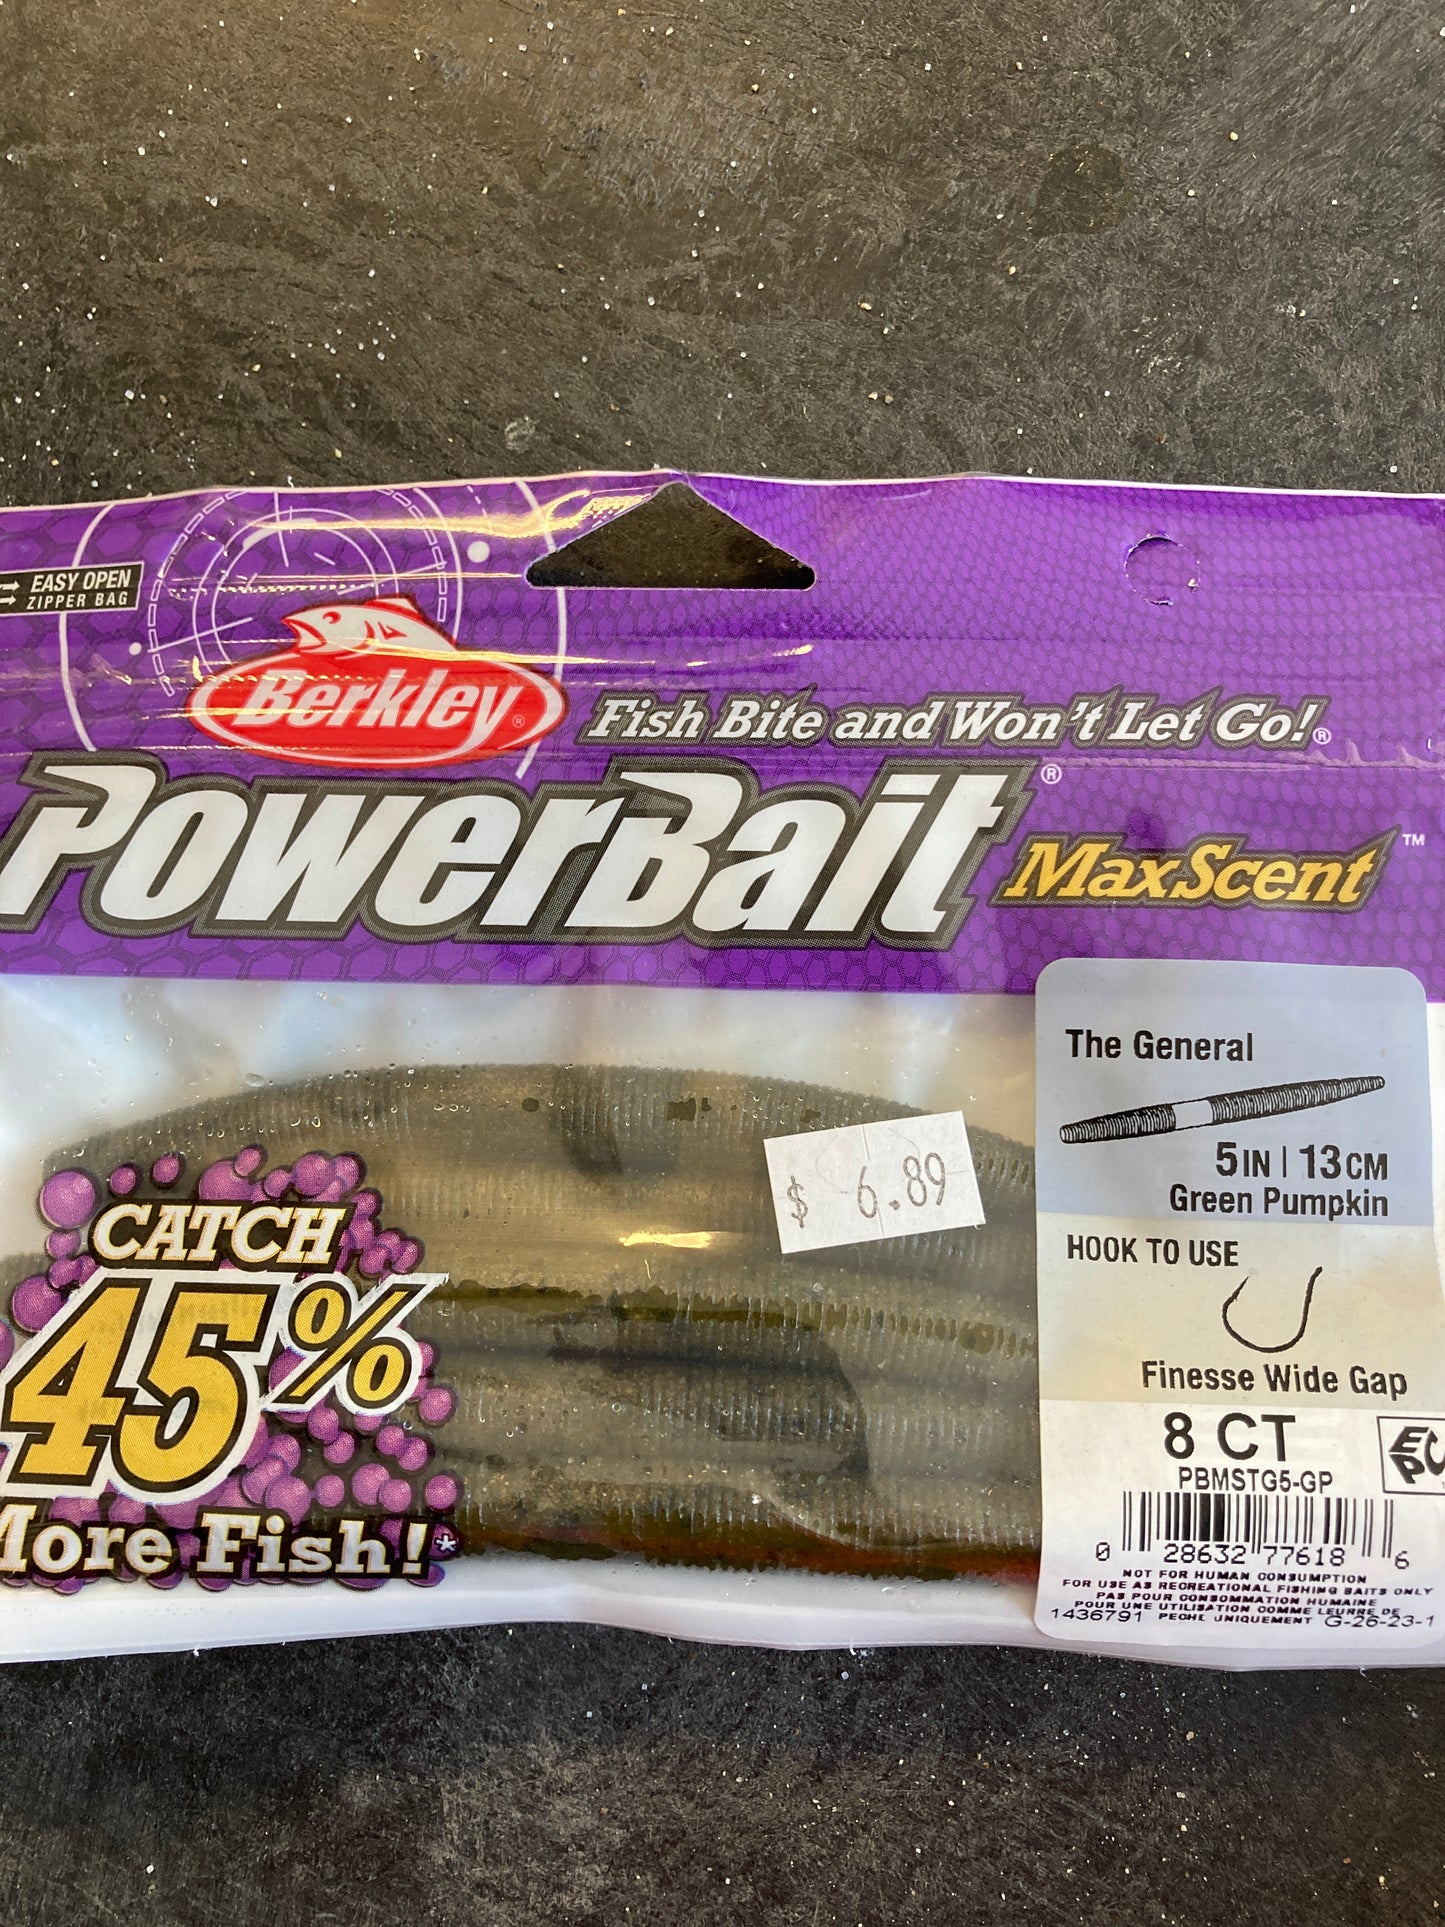 EASY OPEN
ZIPPER BAG
Berkley®
Fish Bite and Won't Let Go!®
PowerBait®
MaxScent™
The General
5IN | 13CM
Green Pumpkin
$ 6.89
HOOK TO USE
Finesse Wide Gap
CATCH
45%
More Fish!*
8 CT
PBMSTG5-GP
0 28632 77618 6
NOT FOR HUMAN CONSUMPTION
FOR USE AS RECREATIONAL FISHING BAITS ONLY
PAS POUR CONSOMMATION HUMAINE
POUR UNE UTILISATION COMME LEURRE DE
1436791 PECHE UNIQUEMENT G-26-23-1